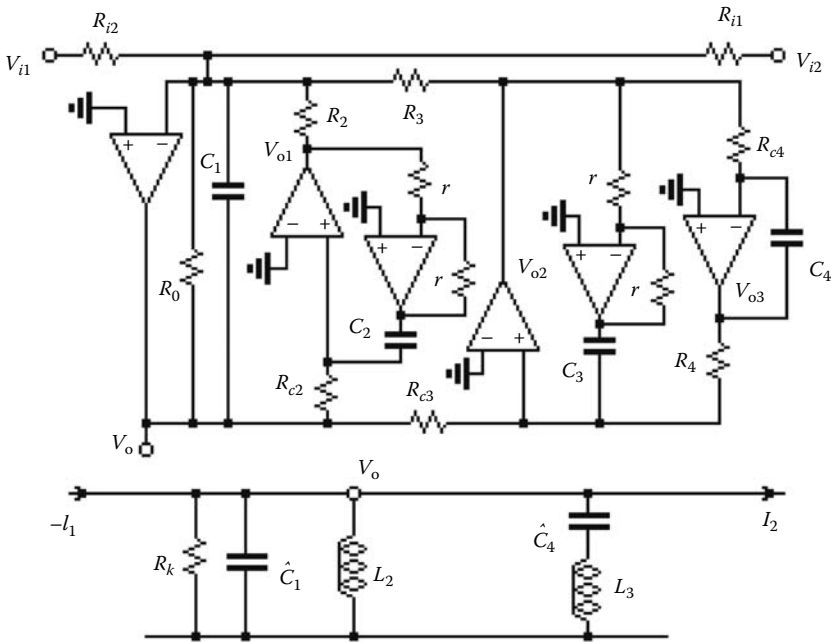 R_{i2} R_{i1}
V_{i1} V_{i2}
R_2 R_3
+ − C_1 V_{o1} r r R_{c4}
− + + − + − + −
R_0 r V_{o2} r V_{o3} C_4
C_2 − + C_3 R_4
R_{c2} R_{c3}
V_o
V_o
−l_1 I_2
R_k Ĉ_1 L_2 Ĉ_4
L_3